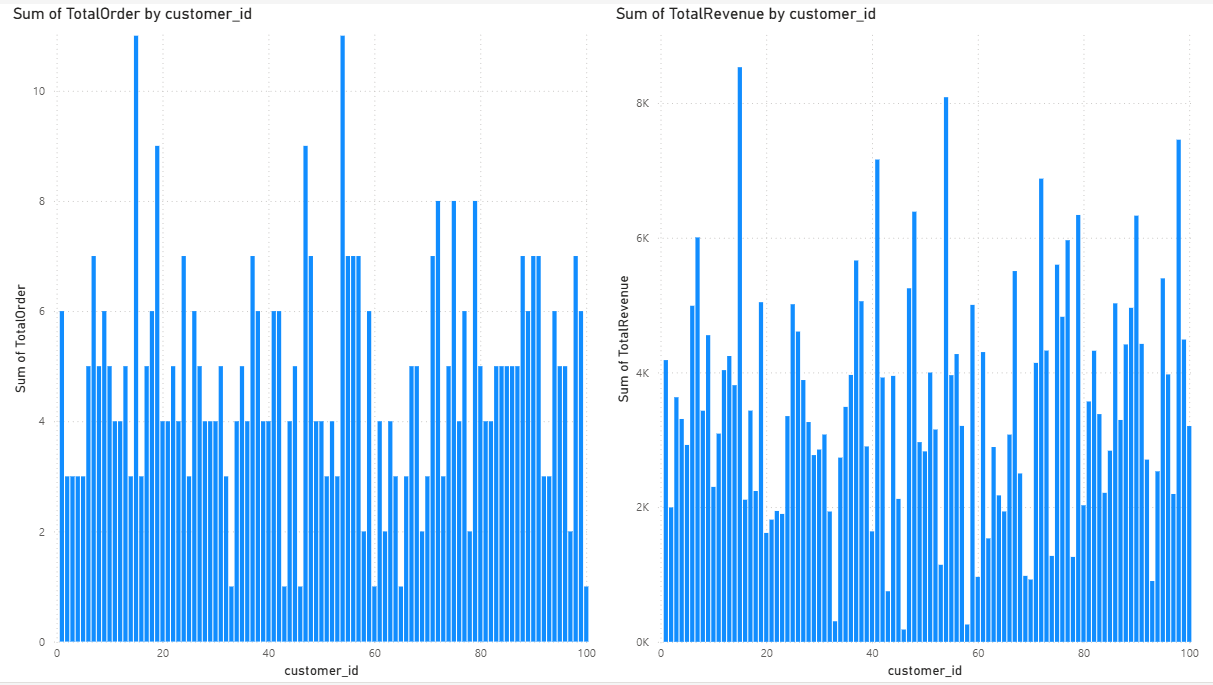 Sum of TotalOrder by customer_id
Sum of TotalOrder
10
8
6
4
2
0
0 20 40 60 80 100
customer_id
Sum of TotalRevenue by customer_id
Sum of TotalRevenue
8K
6K
4K
2K
0K
0 20 40 60 80 100
customer_id